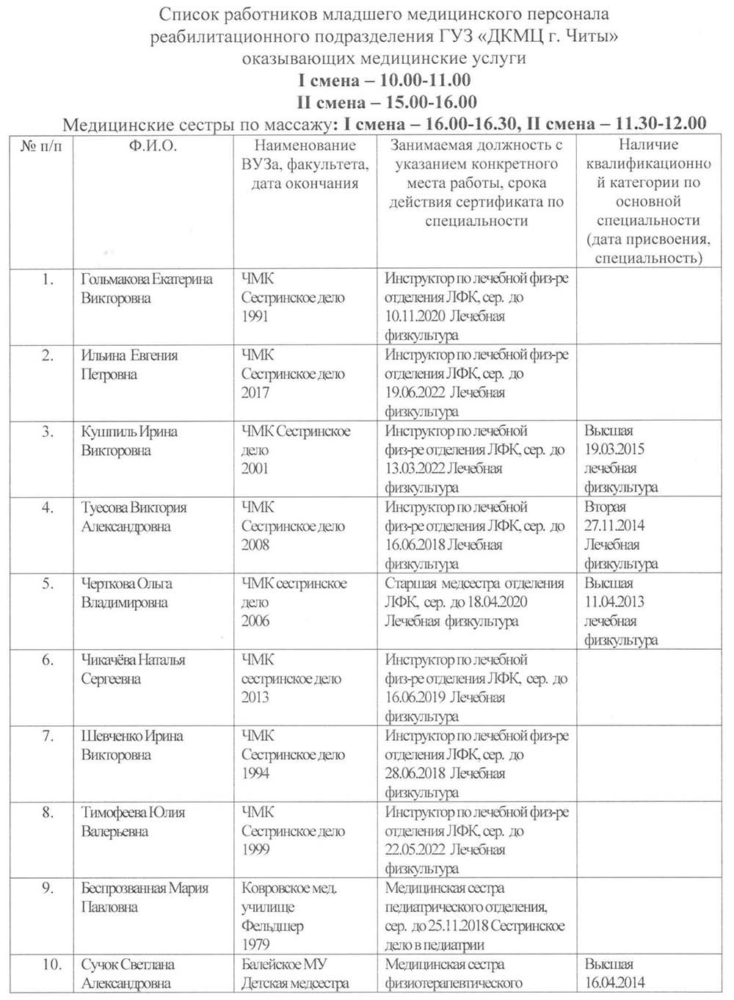 Список работников младшего медицинского персонала
реабилитационного подразделения ГУЗ «ДКМЦ г. Читы»
оказывающих медицинские услуги
I смена – 10.00-11.00
II смена – 15.00-16.00
Медицинские сестры по массажу: I смена – 16.00-16.30, II смена – 11.30-12.00
№ п/п
Ф.И.О.
Наименование
ВУЗа, факультета,
дата окончания
Занимаемая должность с
указанием конкретного
места работы, срока
действия сертификата по
специальности
Наличие
квалификационно
й категории по
основной
специальности
(дата присвоения,
специальность)
1.
Гольмакова Екатерина
Викторовна
ЧМК
Сестринское дело
1991
Инструктор по лечебной физ-ре
отделения ЛФК, сер. до
10.11.2020 Лечебная
физкультура
2.
Ильина Евгения
Петровна
ЧМК
Сестринское дело
2017
Инструктор по лечебной физ-ре
отделения ЛФК, сер. до
19.06.2022 Лечебная
физкультура
3.
Кушпиль Ирина
Викторовна
ЧМК Сестринское
дело
2001
Инструктор по лечебной
физ-ре отделения ЛФК, сер. до
13.03.2022 Лечебная
физкультура
Высшая
19.03.2015
лечебная
физкультура
4.
Туесова Виктория
Александровна
ЧМК
Сестринское дело
2008
Инструктор по лечебной
физ-ре отделения ЛФК, сер. до
16.06.2018 Лечебная
физкультура
Вторая
27.11.2014
Лечебная
физкультура
5.
Черткова Ольга
Владимировна
ЧМК сестринское
дело
2006
Старшая медсестра отделения
ЛФК, сер. до 18.04.2020
Лечебная физкультура
Высшая
11.04.2013
лечебная
физкультура
6.
Чикачёва Наталья
Сергеевна
ЧМК
сестринское дело
2013
Инструктор по лечебной
физ-ре отделения ЛФК, сер. до
16.06.2019 Лечебная
физкультура
7.
Шевченко Ирина
Викторовна
ЧМК
Сестринское дело
1994
Инструктор по лечебной физ-ре
отделения ЛФК, сер. до
28.06.2018 Лечебная
физкультура
8.
Тимофеева Юлия
Валерьевна
ЧМК
Сестринское дело
1999
Инструктор по лечебной физ-ре
отделения ЛФК, сер. до
22.05.2022 Лечебная
физкультура
9.
Беспрозванная Мария
Павловна
Ковровское мед.
училище
Фельдшер
1979
Медицинская сестра
педиатрического отделения,
сер. до 25.11.2018 Сестринское
дело в педиатрии
10.
Сучок Светлана
Александровна
Балейское МУ
Детская медсестра
Медицинская сестра
физиотерапевтического
Высшая
16.04.2014